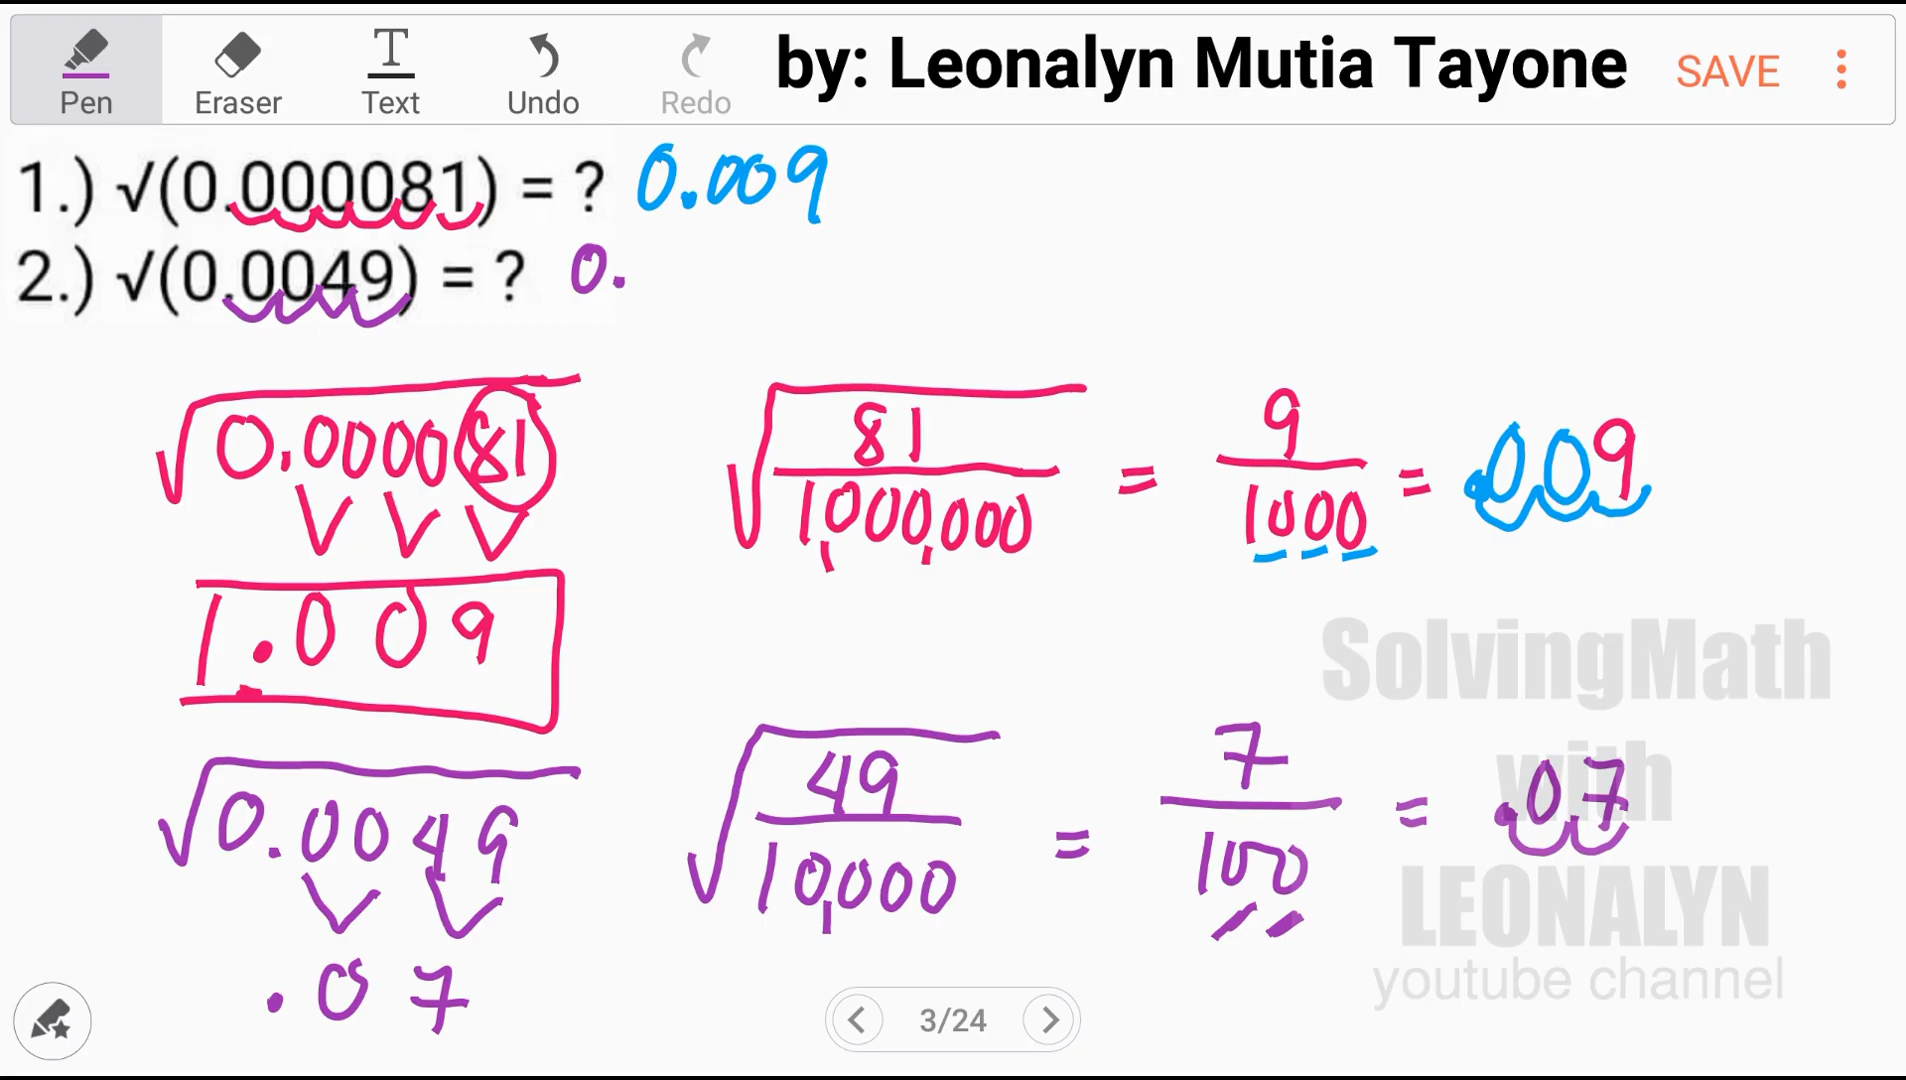 by: Leonalyn Mutia Tayone
Pen Eraser Text Undo Redo SAVE
1.) √(0.000081) = ? 0.009
2.) √(0.0049) = ? 0.
√0.000081
√81/1,000,000 = 9/1000 = .009
.009
√0.0049
√49/10,000 = 7/100 = .07
.07
SolvingMath
with
LEONALYN
youtube channel
3/24